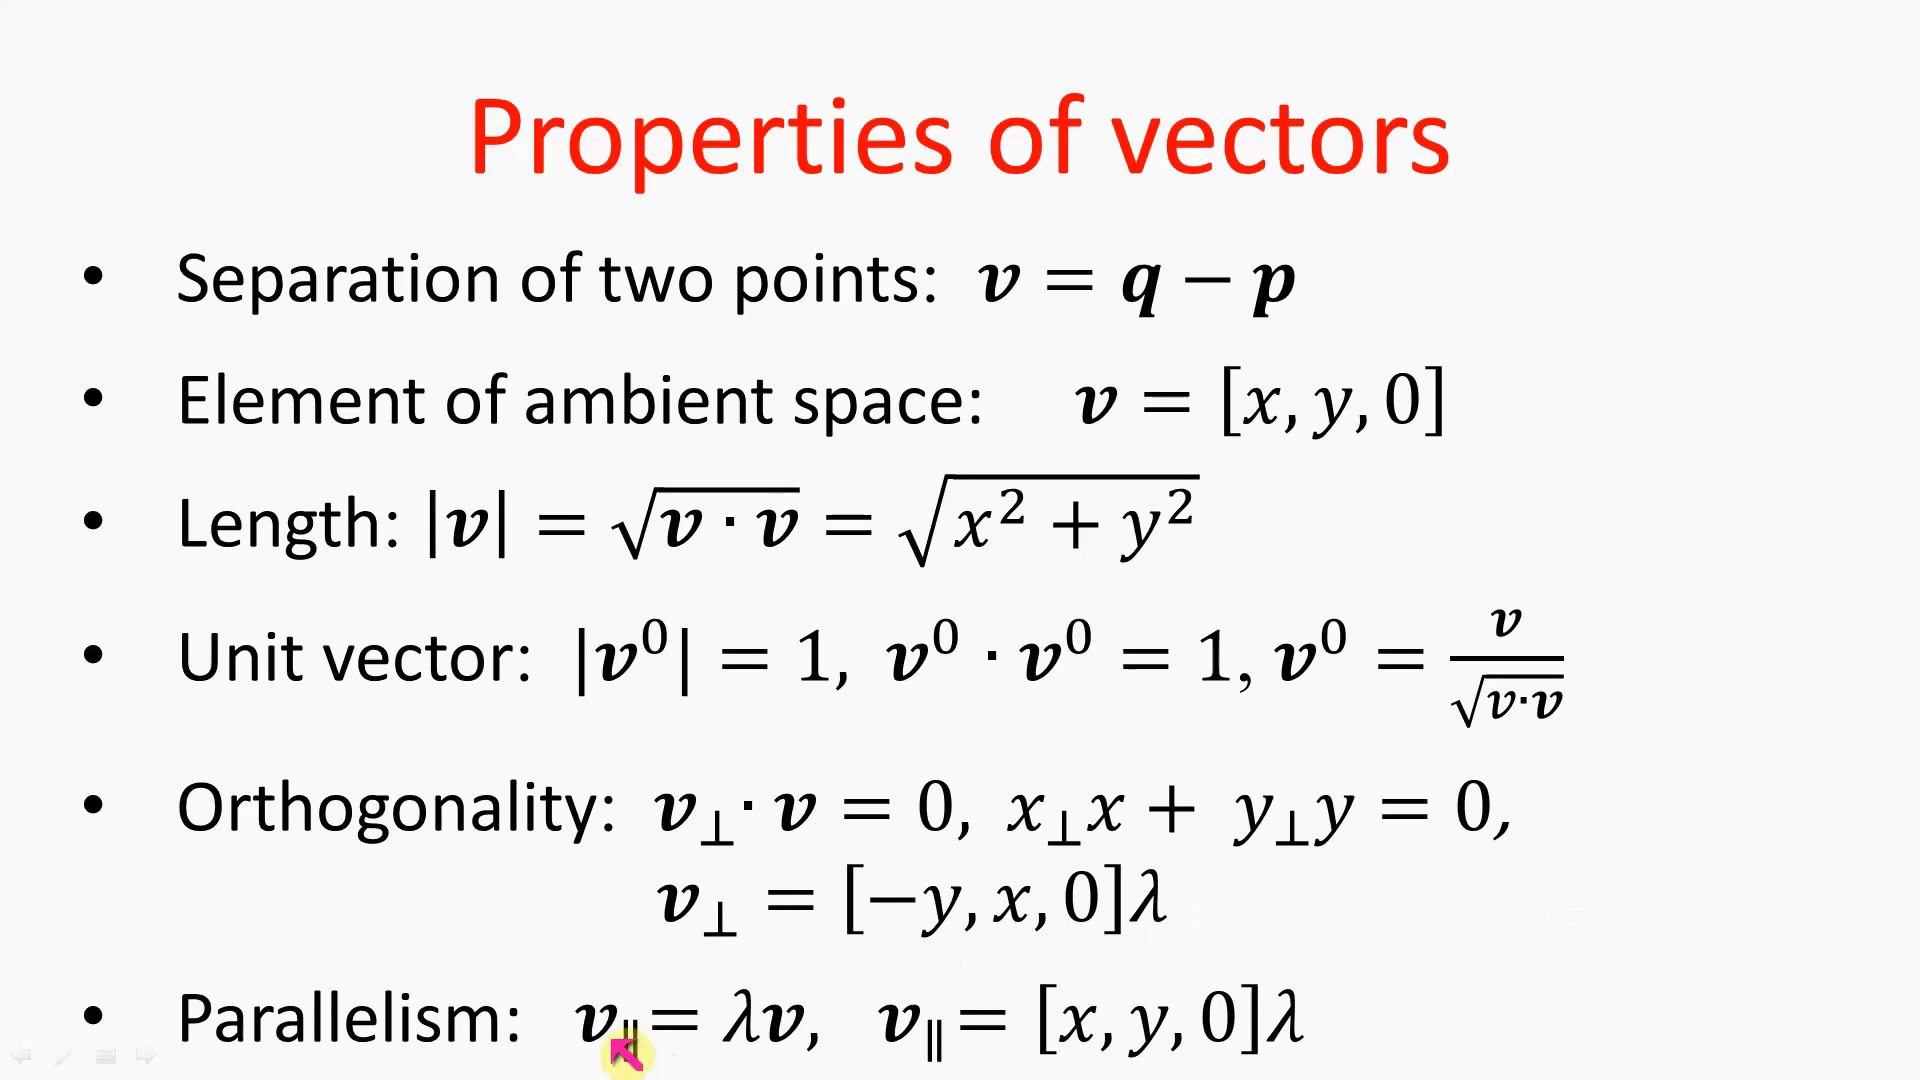 Properties of vectors
• Separation of two points: 𝒗 = 𝒒 − 𝒑
• Element of ambient space: 𝒗 = [x, y, 0]
• Length: |𝒗| = √(𝒗 · 𝒗) = √(x² + y²)
• Unit vector: |𝒗⁰| = 1, 𝒗⁰ · 𝒗⁰ = 1, 𝒗⁰ = 𝒗/√(v·𝒗)
• Orthogonality: 𝒗⊥· 𝒗 = 0, x⊥x + y⊥y = 0,
𝒗⊥ = [−y, x, 0]λ
• Parallelism: 𝒗∥ = λ𝒗, 𝒗∥ = [x, y, 0]λ